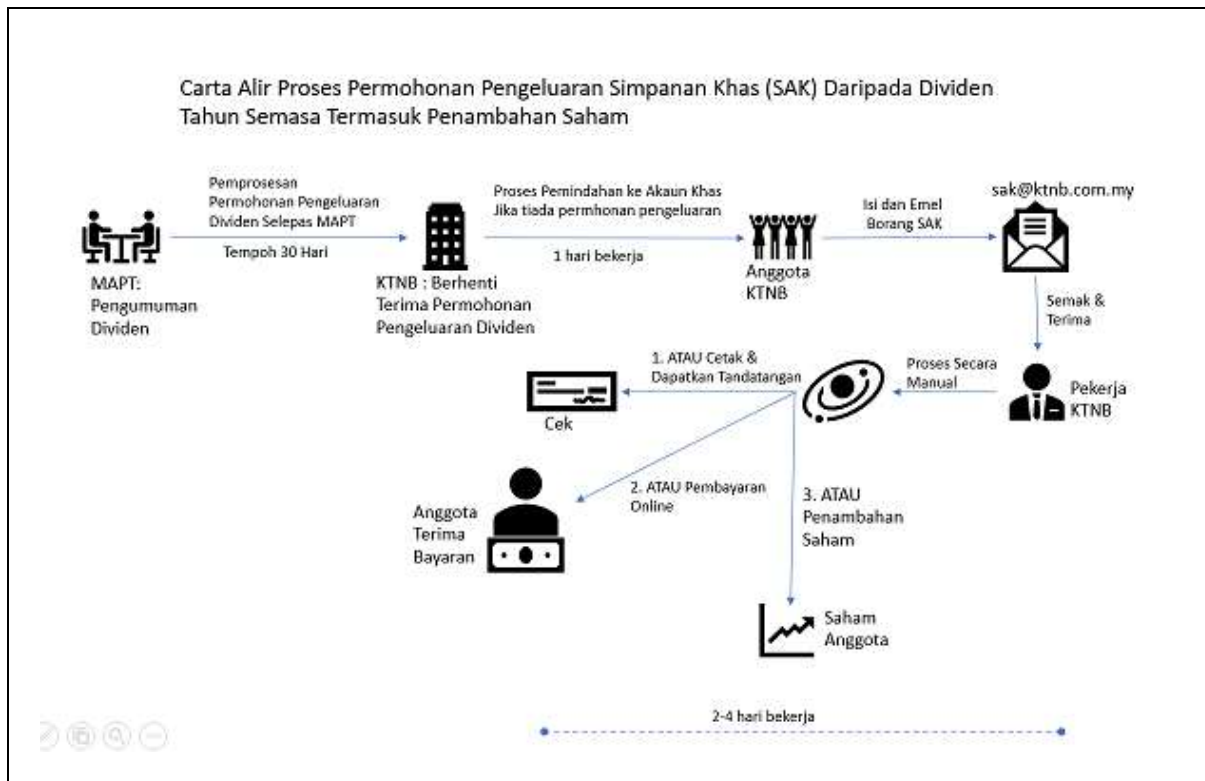 Carta Alir Proses Permohonan Pengeluaran Simpanan Khas (SAK) Daripada Dividen
Tahun Semasa Termasuk Penambahan Saham
Pemprosesan
Permohonan Pengeluaran
Dividen Selepas MAPT
Tempoh 30 Hari
MAPT:
Pengumuman
Dividen
KTNB : Berhenti
Terima Permohonan
Pengeluaran Dividen
Proses Pemindahan ke Akaun Khas
Jika tiada permhonan pengeluaran
1 hari bekerja
Anggota
KTNB
Isi dan Emel
Borang SAK
sak@ktnb.com.my
Semak &
Terima
Pekerja
KTNB
Proses Secara
Manual
1. ATAU Cetak &
Dapatkan Tandatangan
Cek
2. ATAU Pembayaran
Online
Anggota
Terima
Bayaran
3. ATAU
Penambahan
Saham
Saham
Anggota
2-4 hari bekerja